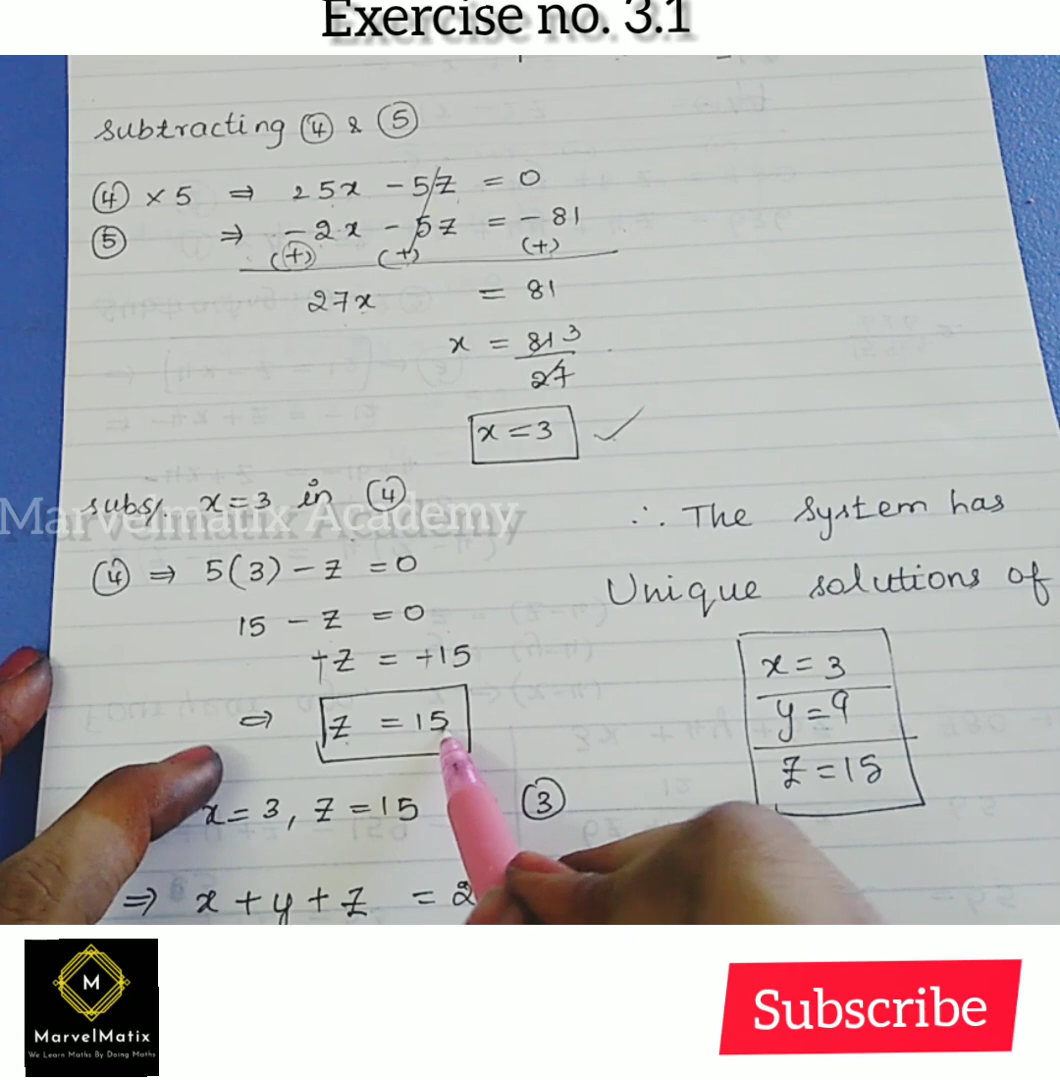 Exercise no. 3.1
subtracting ④ & ⑤
④ × 5 ⇒ 25x - 5z = 0
⑤ ⇒ -2x - 5z = -81
(+) (+) (+)
27x = 81
x = 81 3
27
x = 3 ✓
subs/. x=3 in ④
Marvelmatix Academy
④ ⇒ 5(3) - z = 0
15 - z = 0
+z = +15
⇒ z = 15
x = 3, z = 15 ③
⇒ x + y + z = 2
∴ The system has
Unique solutions of
x = 3
y = 9
z = 15
M
MarvelMatix
We Learn Maths By Doing Maths
Subscribe